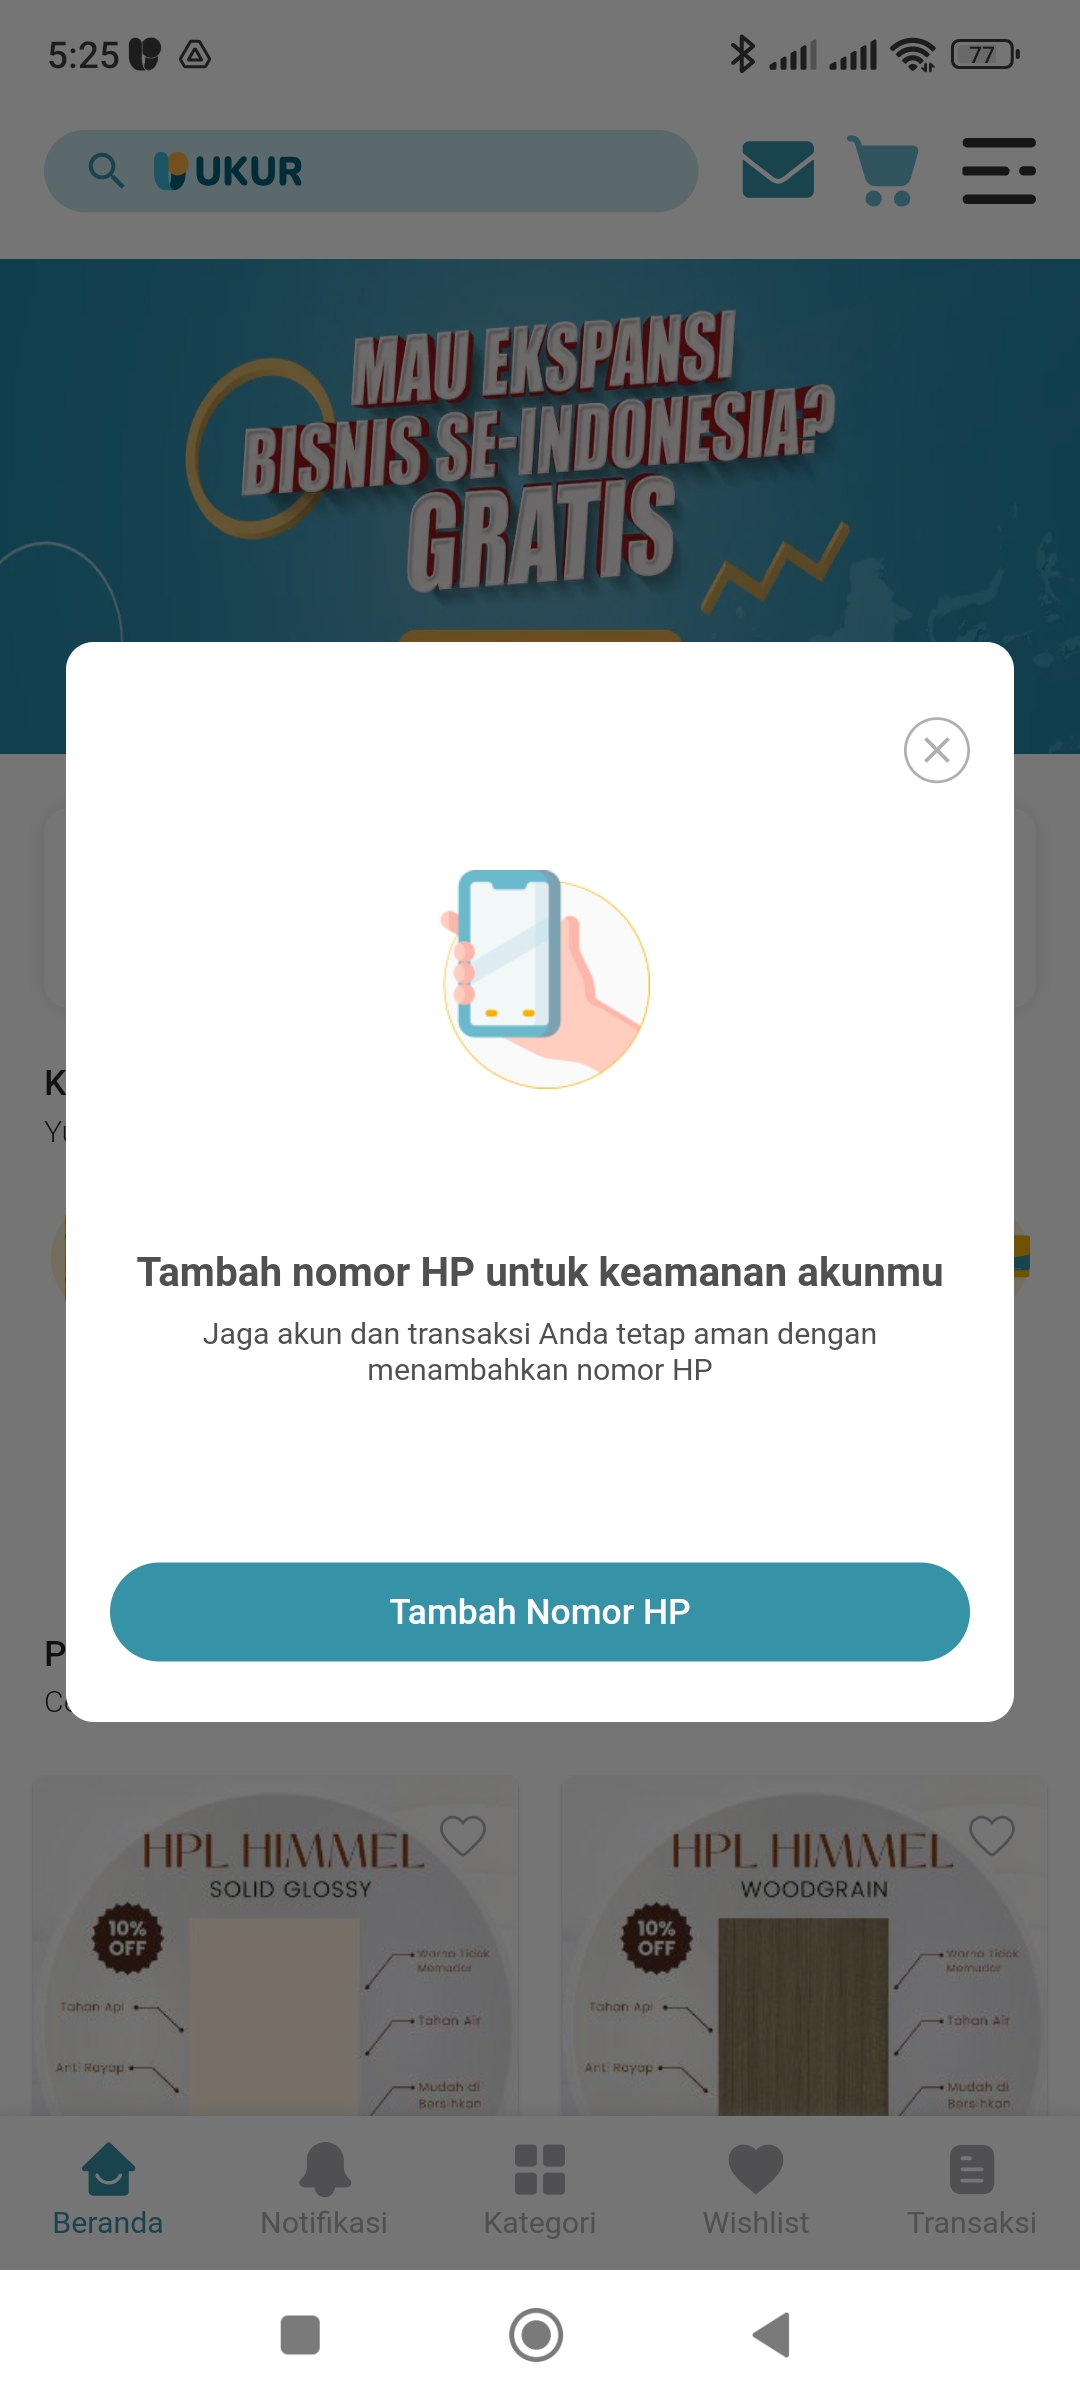 5:25
77
UKUR
MAU EKSPANSI
BISNIS SE-INDONESIA?
GRATIS
Tambah nomor HP untuk keamanan akunmu
Jaga akun dan transaksi Anda tetap aman dengan
menambahkan nomor HP
Tambah Nomor HP
HPL HIMMEL
SOLID GLOSSY
10%
OFF
Warna Tidak
Memudar
Tahan Api
Tahan Air
Anti Rayap
Mudah di
Bersihkan
HPL HIMMEL
WOODGRAIN
10%
OFF
Warna Tidak
Memudar
Tahan Api
Tahan Air
Anti Rayap
Mudah di
Bersihkan
Beranda
Notifikasi
Kategori
Wishlist
Transaksi